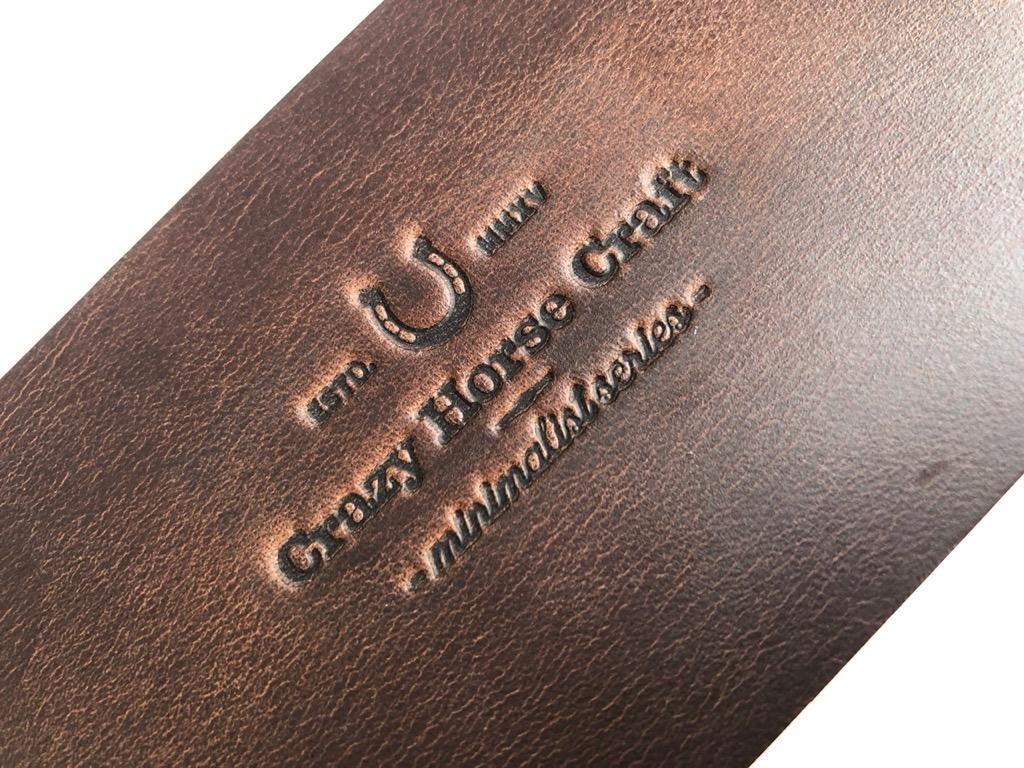 ESTD. MMXV
Crazy Horse Craft
- minimalist series -